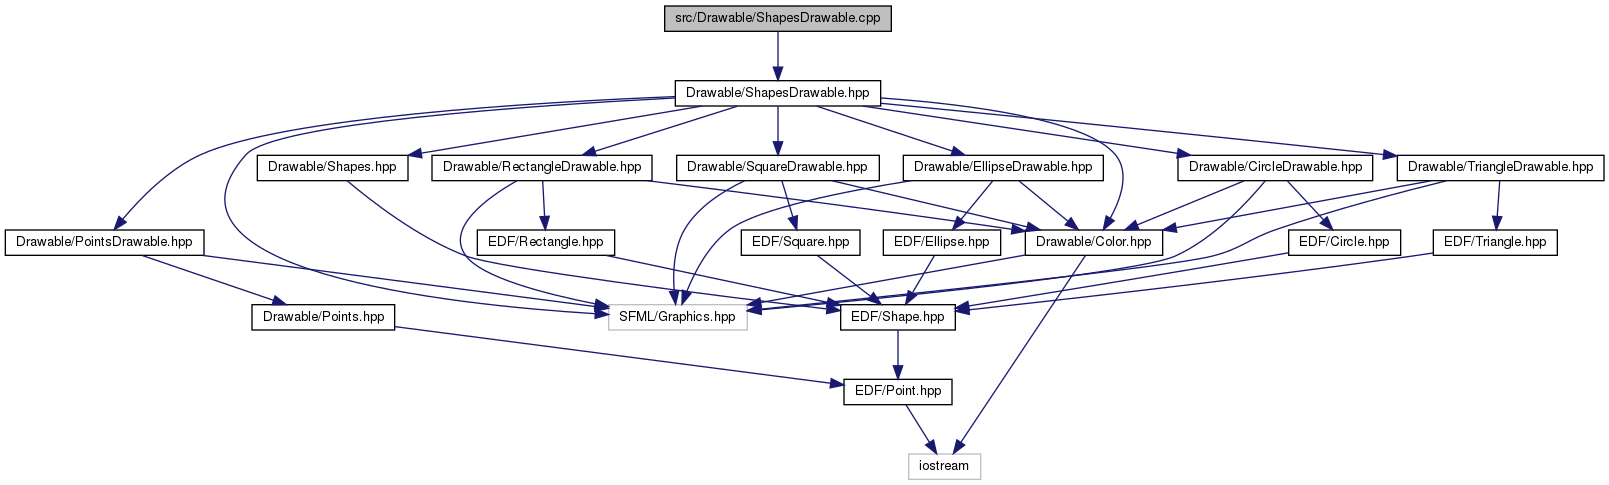 src/Drawable/ShapesDrawable.cpp
Drawable/ShapesDrawable.hpp
Drawable/Shapes.hpp
Drawable/RectangleDrawable.hpp
Drawable/SquareDrawable.hpp
Drawable/EllipseDrawable.hpp
Drawable/CircleDrawable.hpp
Drawable/TriangleDrawable.hpp
Drawable/PointsDrawable.hpp
EDF/Rectangle.hpp
EDF/Square.hpp
EDF/Ellipse.hpp
Drawable/Color.hpp
EDF/Circle.hpp
EDF/Triangle.hpp
Drawable/Points.hpp
SFML/Graphics.hpp
EDF/Shape.hpp
EDF/Point.hpp
iostream